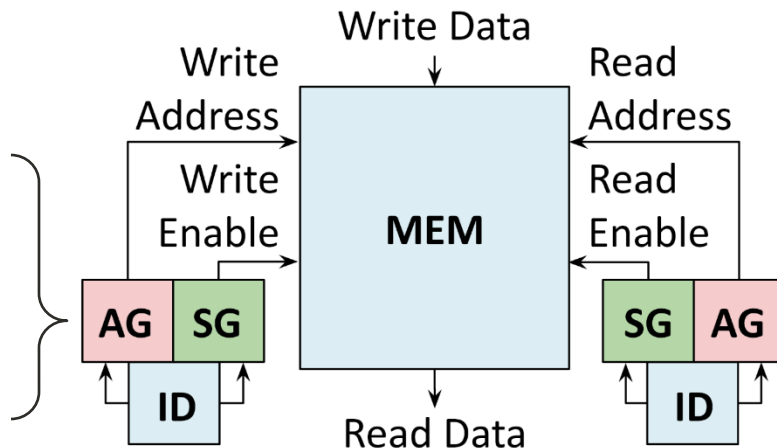 Write Data
Write
Address
Read
Address
Write
Enable
MEM
Read
Enable
AG
SG
ID
SG
AG
ID
Read Data